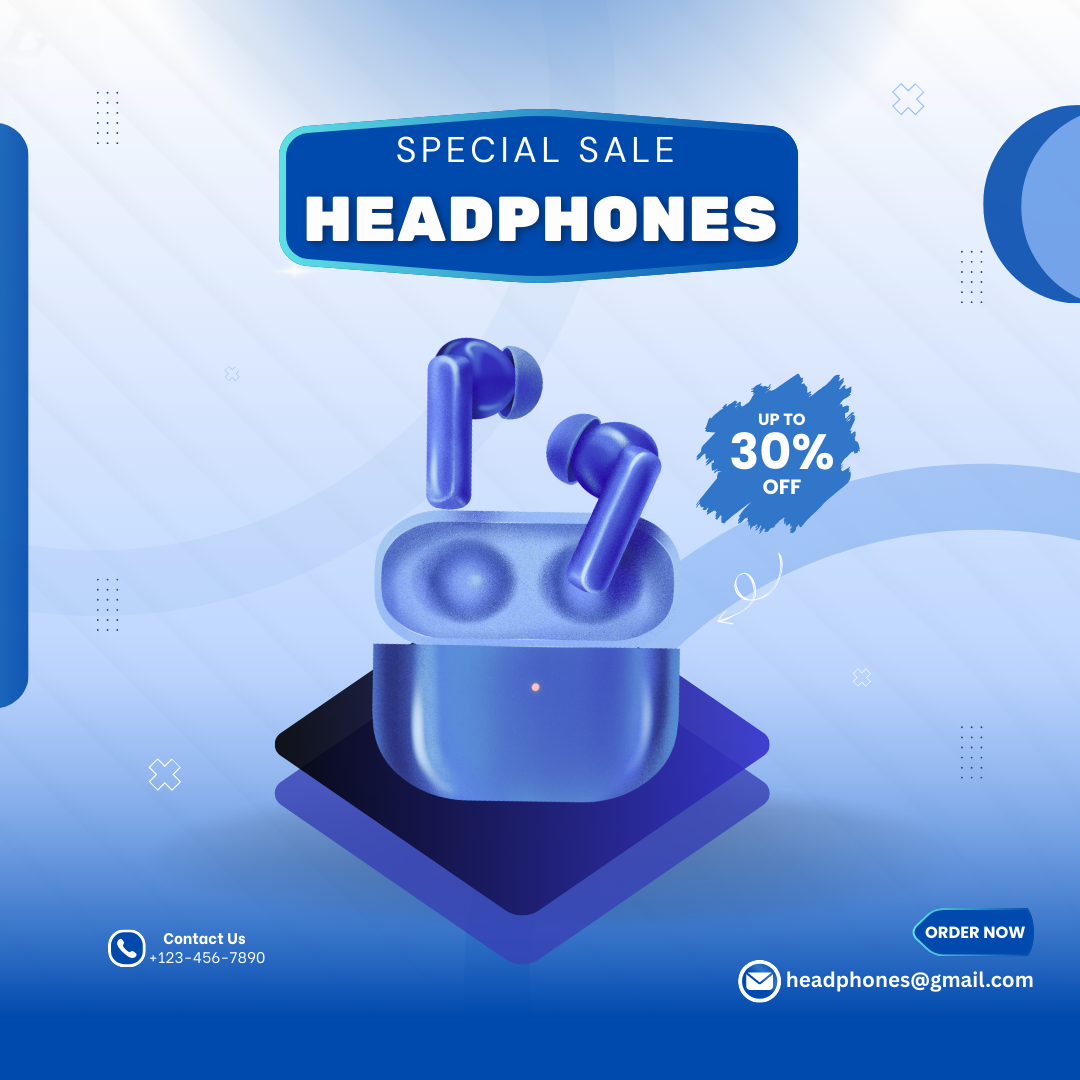 SPECIAL SALE
HEADPHONES
UP TO
30%
OFF
Contact Us
+123-456-7890
ORDER NOW
headphones@gmail.com